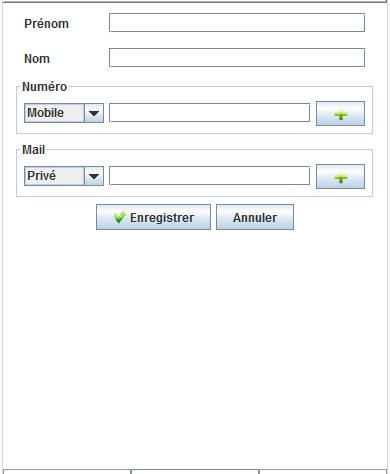 Prénom
Nom
Numéro
Mobile
Mail
Privé
Enregistrer Annuler